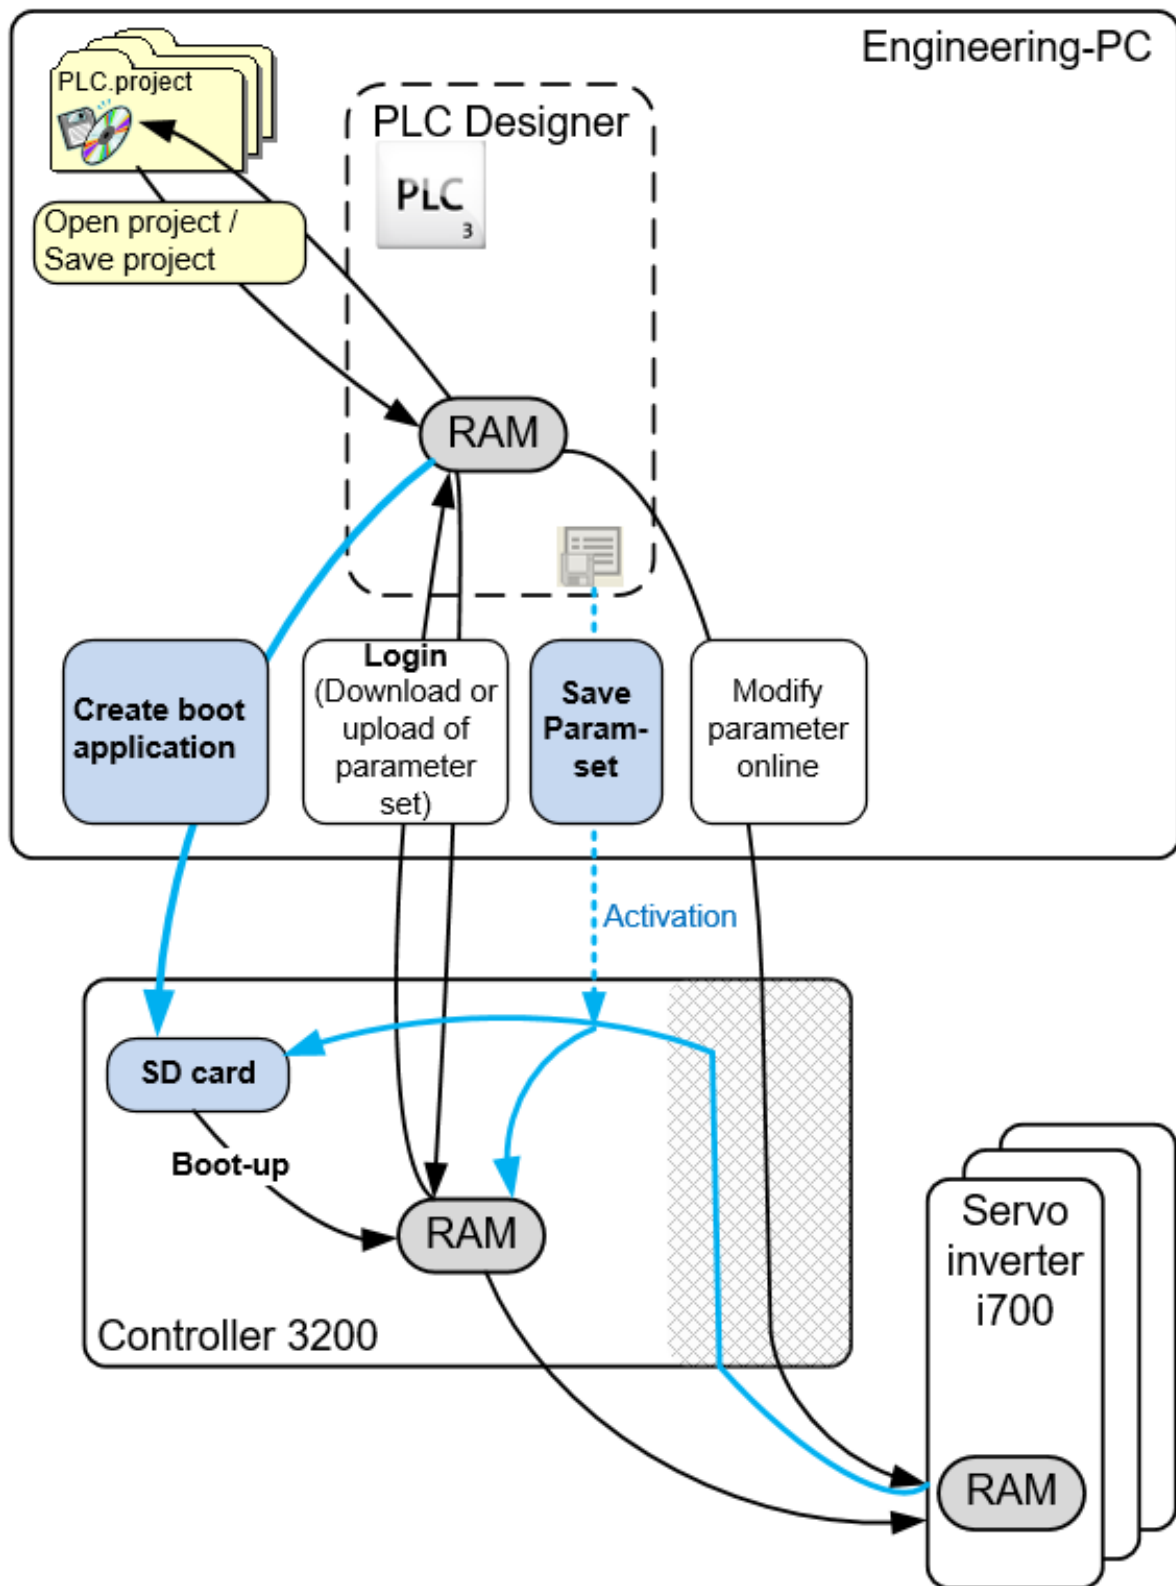 Engineering-PC
PLC.project
PLC Designer
PLC
3
Open project /
Save project
RAM
Create boot
application
Login
(Download or
upload of
parameter
set)
Save
Param-
set
Modify
parameter
online
Activation
SD card
Boot-up
RAM
Controller 3200
Servo
inverter
i700
RAM